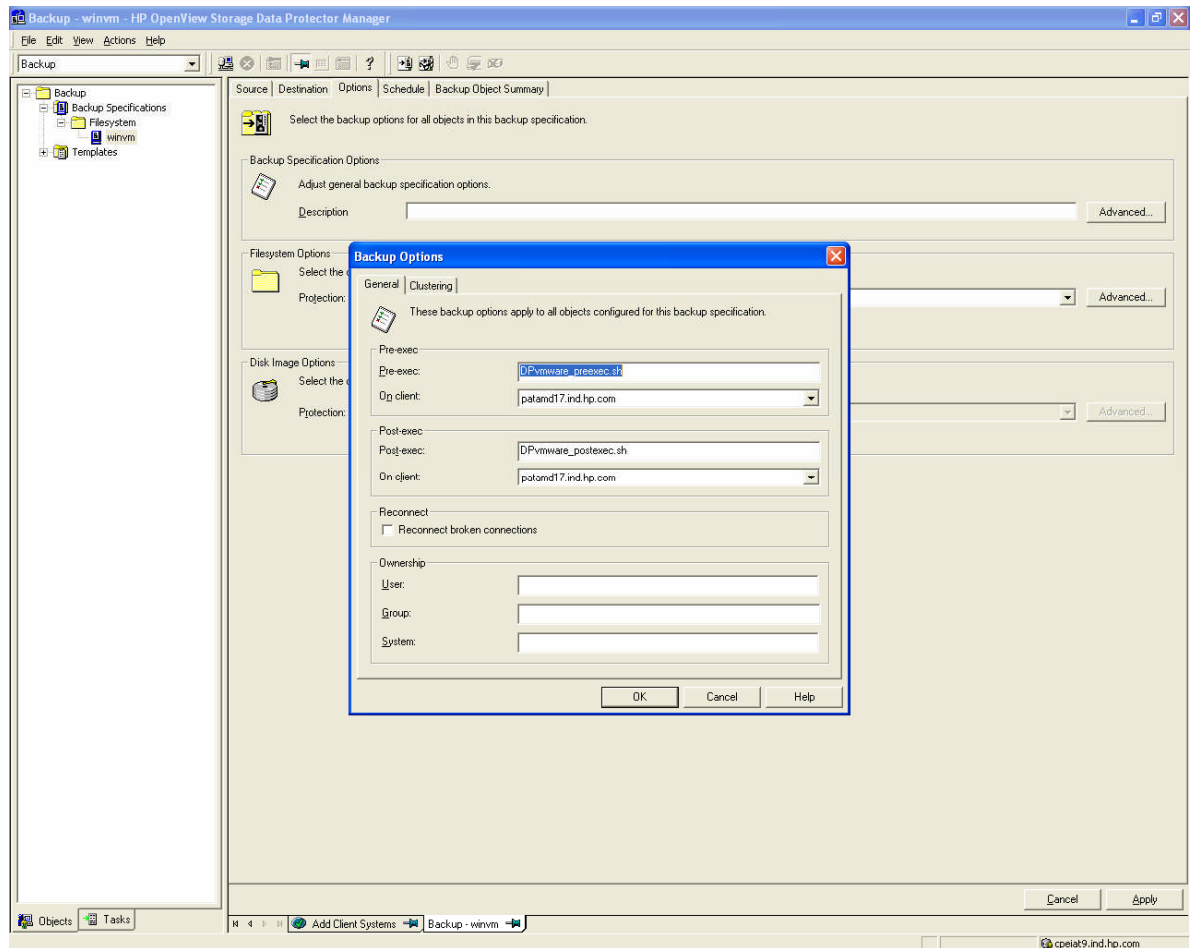 Backup - winvm - HP OpenView Storage Data Protector Manager
File Edit View Actions Help
Backup
Backup
Backup Specifications
Filesystem
winvm
Templates
Source Destination Options Schedule Backup Object Summary
Select the backup options for all objects in this backup specification.
Backup Specification Options
Adjust general backup specification options.
Description
Advanced...
Filesystem Options
Select the
Protection:
Advanced...
Disk Image Options
Select the
Protection:
Advanced...
Backup Options
General Clustering
These backup options apply to all objects configured for this backup specification.
Pre-exec
Pre-exec: DPvmware_preexec.sh
On client: patamd17.ind.hp.com
Post-exec
Post-exec: DPvmware_postexec.sh
On client: patamd17.ind.hp.com
Reconnect
Reconnect broken connections
Ownership
User:
Group:
System:
OK Cancel Help
Cancel Apply
Objects Tasks
Add Client Systems Backup - winvm
cpeiat9.ind.hp.com